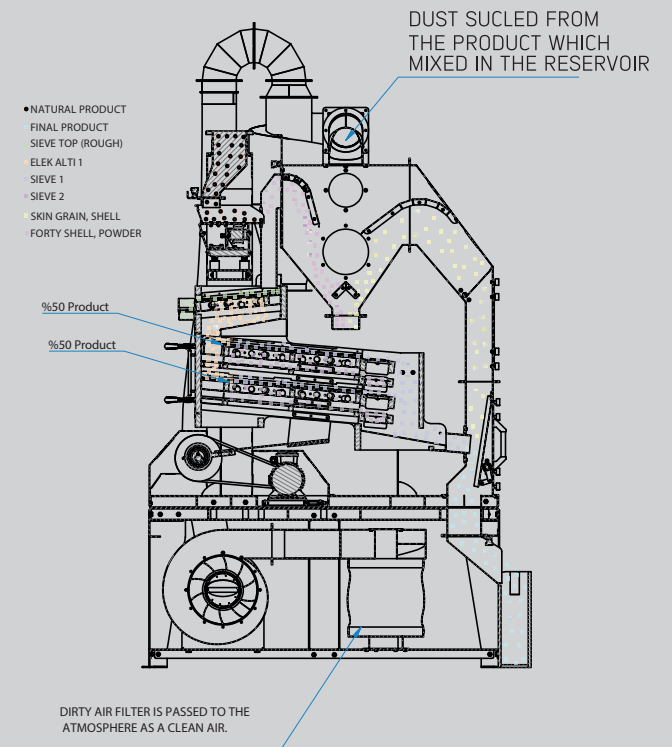 DUST SUCLED FROM
THE PRODUCT WHICH
MIXED IN THE RESERVOIR
NATURAL PRODUCT
FINAL PRODUCT
SIEVE TOP (ROUGH)
ELEK ALTI 1
SIEVE 1
SIEVE 2
SKIN GRAIN, SHELL
FORTY SHELL, POWDER
%50 Product
%50 Product
DIRTY AIR FILTER IS PASSED TO THE
ATMOSPHERE AS A CLEAN AIR.